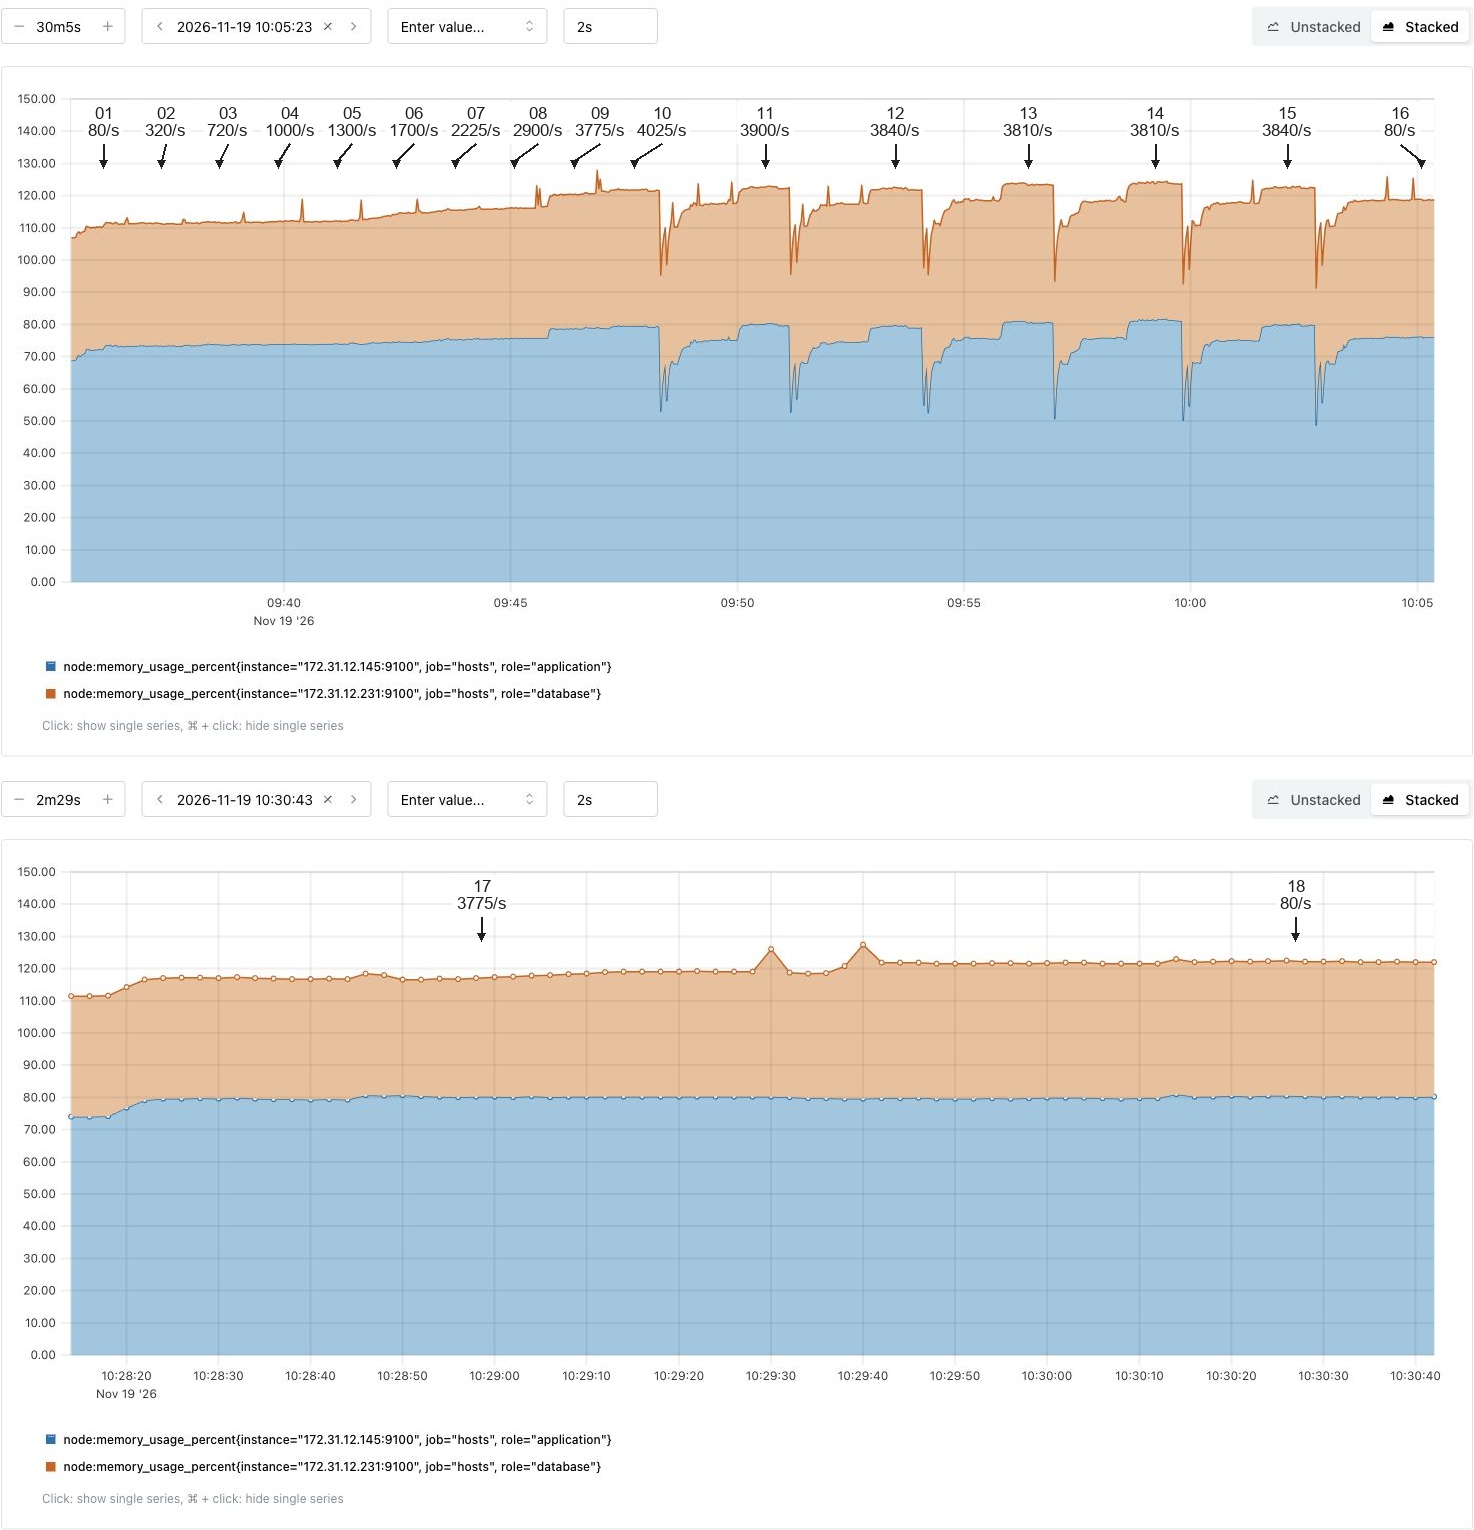 − 30m5s + < 2026-11-19 10:05:23 × > Enter value... 2s Unstacked Stacked
150.00
140.00
130.00
120.00
110.00
100.00
90.00
80.00
70.00
60.00
50.00
40.00
30.00
20.00
10.00
0.00
01 02 03 04 05 06 07 08 09 10 11 12 13 14 15 16
80/s 320/s 720/s 1000/s 1300/s 1700/s 2225/s 2900/s 3775/s 4025/s 3900/s 3840/s 3810/s 3810/s 3840/s 80/s
09:40 09:45 09:50 09:55 10:00 10:05
Nov 19 '26
node:memory_usage_percent{instance="172.31.12.145:9100", job="hosts", role="application"}
node:memory_usage_percent{instance="172.31.12.231:9100", job="hosts", role="database"}
Click: show single series, ⌘ + click: hide single series
− 2m29s + < 2026-11-19 10:30:43 × > Enter value... 2s Unstacked Stacked
150.00
140.00
130.00
120.00
110.00
100.00
90.00
80.00
70.00
60.00
50.00
40.00
30.00
20.00
10.00
0.00
17 18
3775/s 80/s
10:28:20 10:28:30 10:28:40 10:28:50 10:29:00 10:29:10 10:29:20 10:29:30 10:29:40 10:29:50 10:30:00 10:30:10 10:30:20 10:30:30 10:30:40
Nov 19 '26
node:memory_usage_percent{instance="172.31.12.145:9100", job="hosts", role="application"}
node:memory_usage_percent{instance="172.31.12.231:9100", job="hosts", role="database"}
Click: show single series, ⌘ + click: hide single series